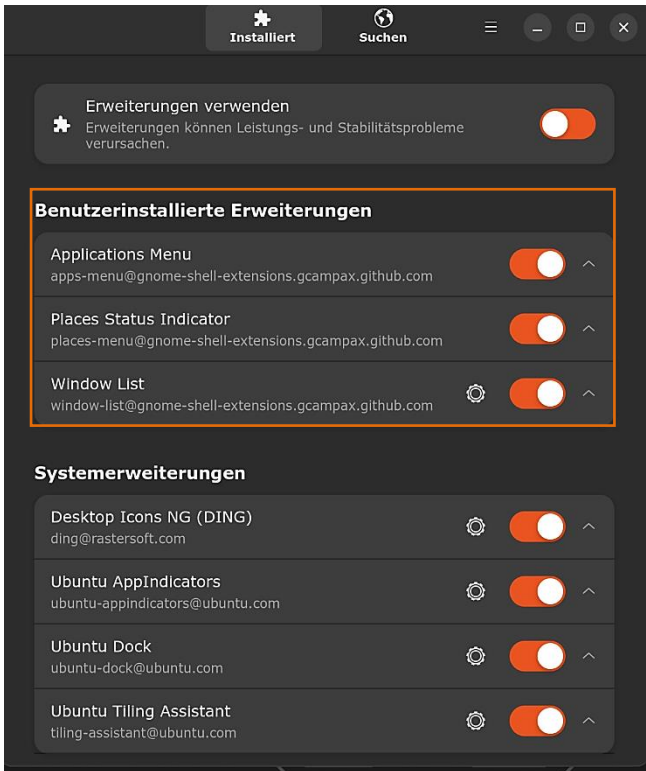 Installiert
Suchen
Erweiterungen verwenden
Erweiterungen können Leistungs- und Stabilitätsprobleme
verursachen.
Benutzerinstallierte Erweiterungen
Applications Menu
apps-menu@gnome-shell-extensions.gcampax.github.com
Places Status Indicator
places-menu@gnome-shell-extensions.gcampax.github.com
Window List
window-list@gnome-shell-extensions.gcampax.github.com
Systemerweiterungen
Desktop Icons NG (DING)
ding@rastersoft.com
Ubuntu AppIndicators
ubuntu-appindicators@ubuntu.com
Ubuntu Dock
ubuntu-dock@ubuntu.com
Ubuntu Tiling Assistant
tiling-assistant@ubuntu.com